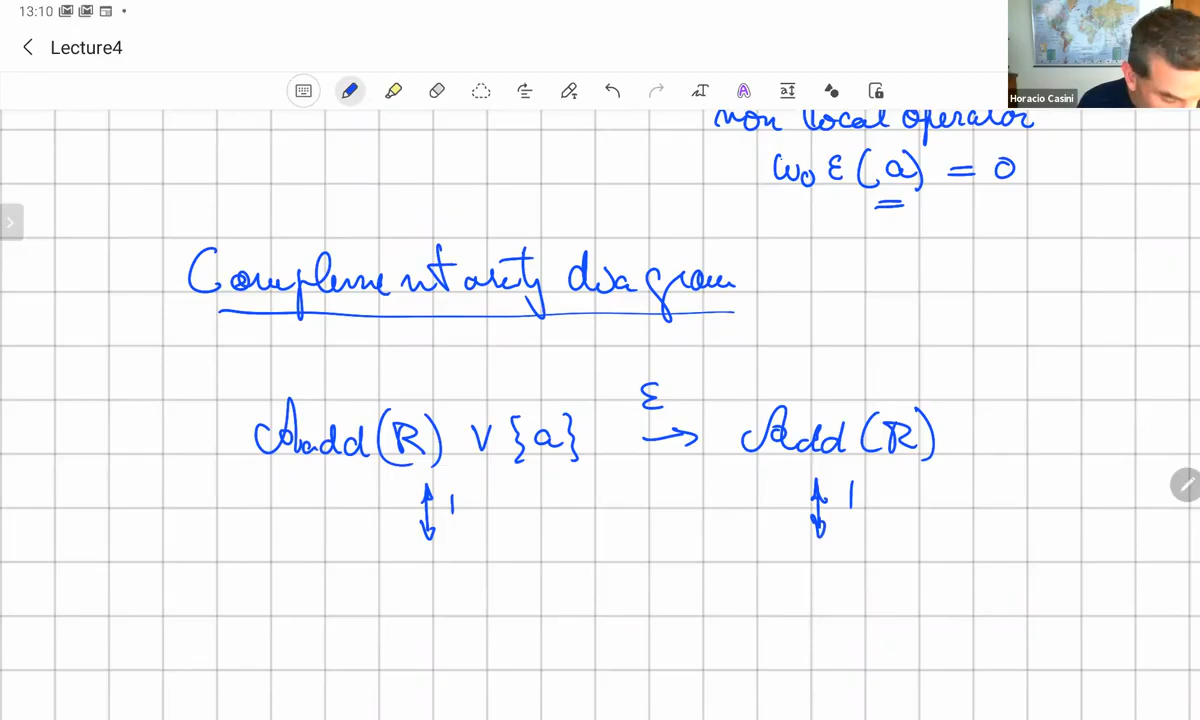 13:10
Lecture4
Horacio Casini
non local operator
ω₀ ε (a) = 0
Complementarity diagram
Aadd(R) ∨ {a} →^ε Aadd(R)
↕ ′ ↕ ′